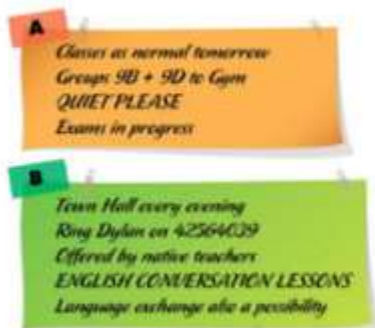 A
Classes as normal tomorrow
Groups 9B + 9D to Gym
QUIET PLEASE
Exams in progress
B
Town Hall every evening
Ring Dylan on 42564039
Offered by native teachers
ENGLISH CONVERSATION LESSONS
Language exchange also a possibility